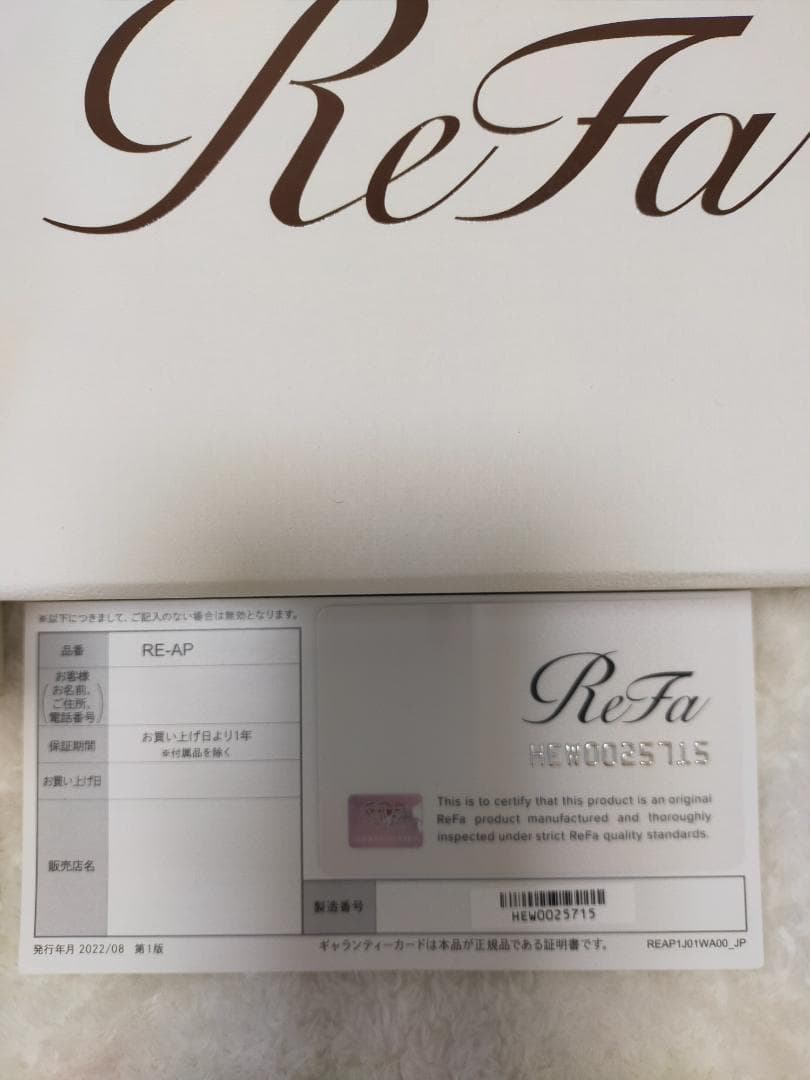 ReFa
※以下につきまして、ご記入のない場合は無効となります。
品番
RE-AP
お客様
(お名前、
ご住所、
電話番号)
保証期間
お買い上げ日より1年
※付属品を除く
お買い上げ日
販売店名
ReFa
HEW0025715
This is to certify that this product is an original
ReFa product manufactured and thoroughly
inspected under strict ReFa quality standards.
製造番号
HEW0025715
発行年月 2022/08 第1版
ギャランティーカードは本品が正規品である証明書です。
REAP1J01WA00_JP